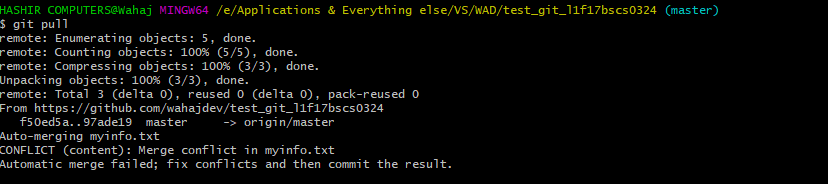 HASHIR COMPUTERS@Wahaj MINGW64 /e/Applications & Everything else/VS/WAD/test_git_l1f17bscs0324 (master)
$ git pull
remote: Enumerating objects: 5, done.
remote: Counting objects: 100% (5/5), done.
remote: Compressing objects: 100% (3/3), done.
Unpacking objects: 100% (3/3), done.
remote: Total 3 (delta 0), reused 0 (delta 0), pack-reused 0
From https://github.com/wahajdev/test_git_l1f17bscs0324
   f50ed5a..97ade19  master     -> origin/master
Auto-merging myinfo.txt
CONFLICT (content): Merge conflict in myinfo.txt
Automatic merge failed; fix conflicts and then commit the result.